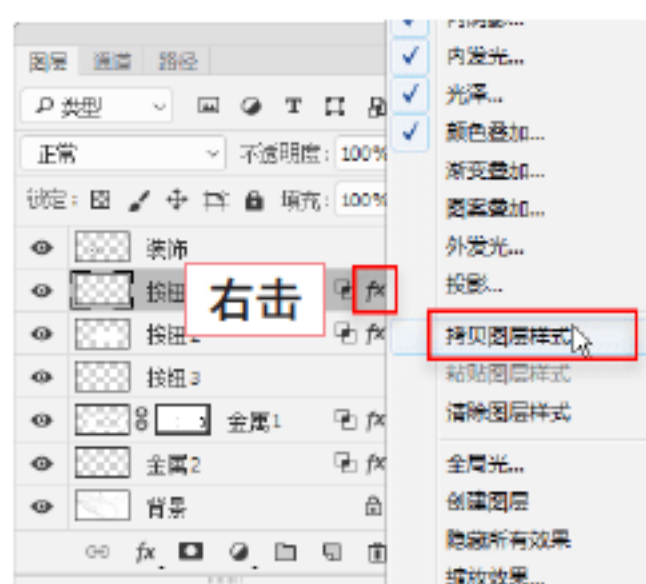 图层 通道 路径
类型
正常 不透明度: 100%
锁定: 填充: 100%
装饰
按钮 fx
右击
按钮 2 fx
按钮 3
金属1 fx
金属2 fx
背景
fx
内发光...
光泽...
颜色叠加...
渐变叠加...
图案叠加...
外发光...
投影...
拷贝图层样式
粘贴图层样式
清除图层样式
全局光...
创建图层
隐藏所有效果
缩放效果...